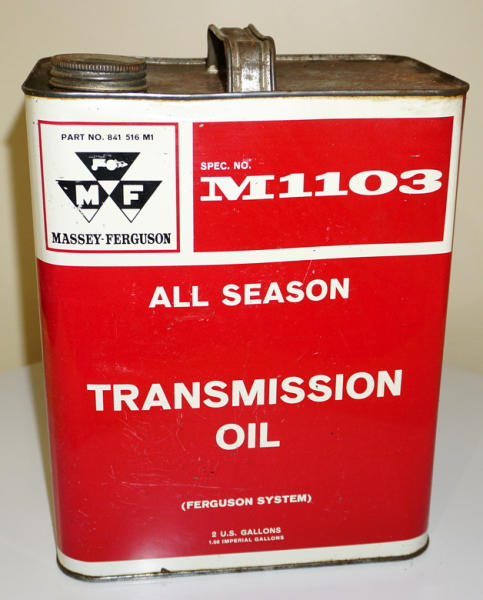 PART NO. 841 516 M1
M F
MASSEY-FERGUSON
SPEC. NO.
M1103
ALL SEASON
TRANSMISSION
OIL
(FERGUSON SYSTEM)
2 U.S. GALLONS
1.66 IMPERIAL GALLONS